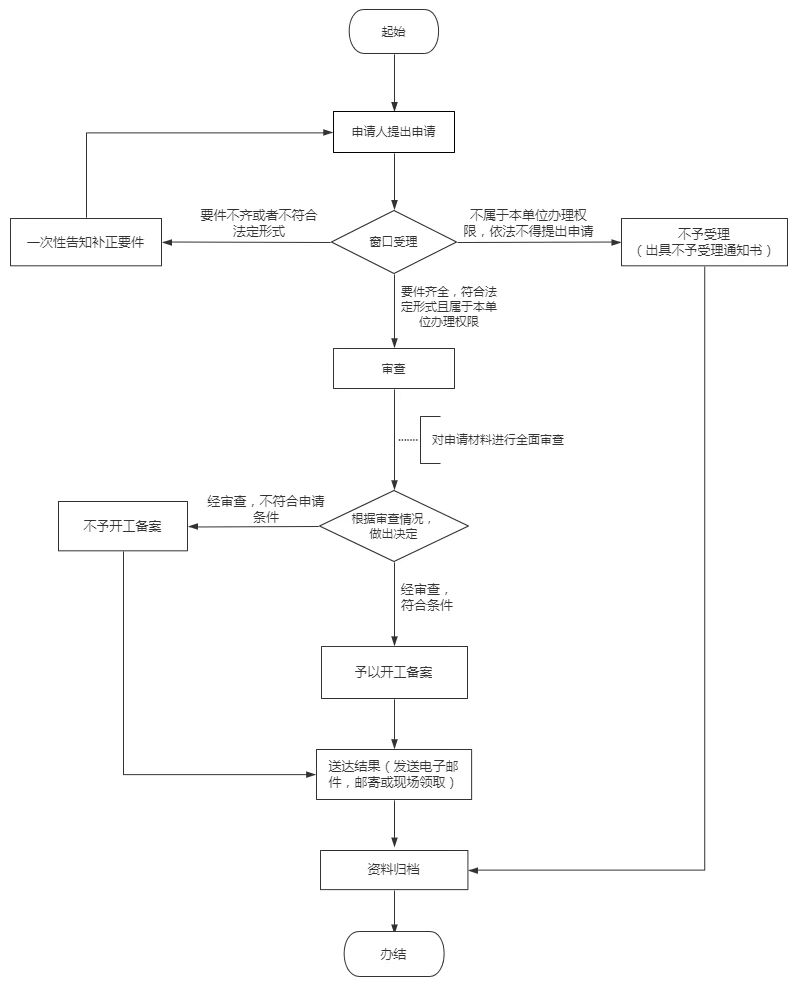 起始
申请人提出申请
要件不齐或者不符合
法定形式
不属于本单位办理权
限，依法不得提出申请
一次性告知补正要件
窗口受理
不予受理
（出具不予受理通知书）
要件齐全，符合法
定形式且属于本单
位办理权限
审查
对申请材料进行全面审查
经审查，不符合申请
条件
不予开工备案
根据审查情况，
做出决定
经审查，
符合条件
予以开工备案
送达结果（发送电子邮
件，邮寄或现场领取）
资料归档
办结